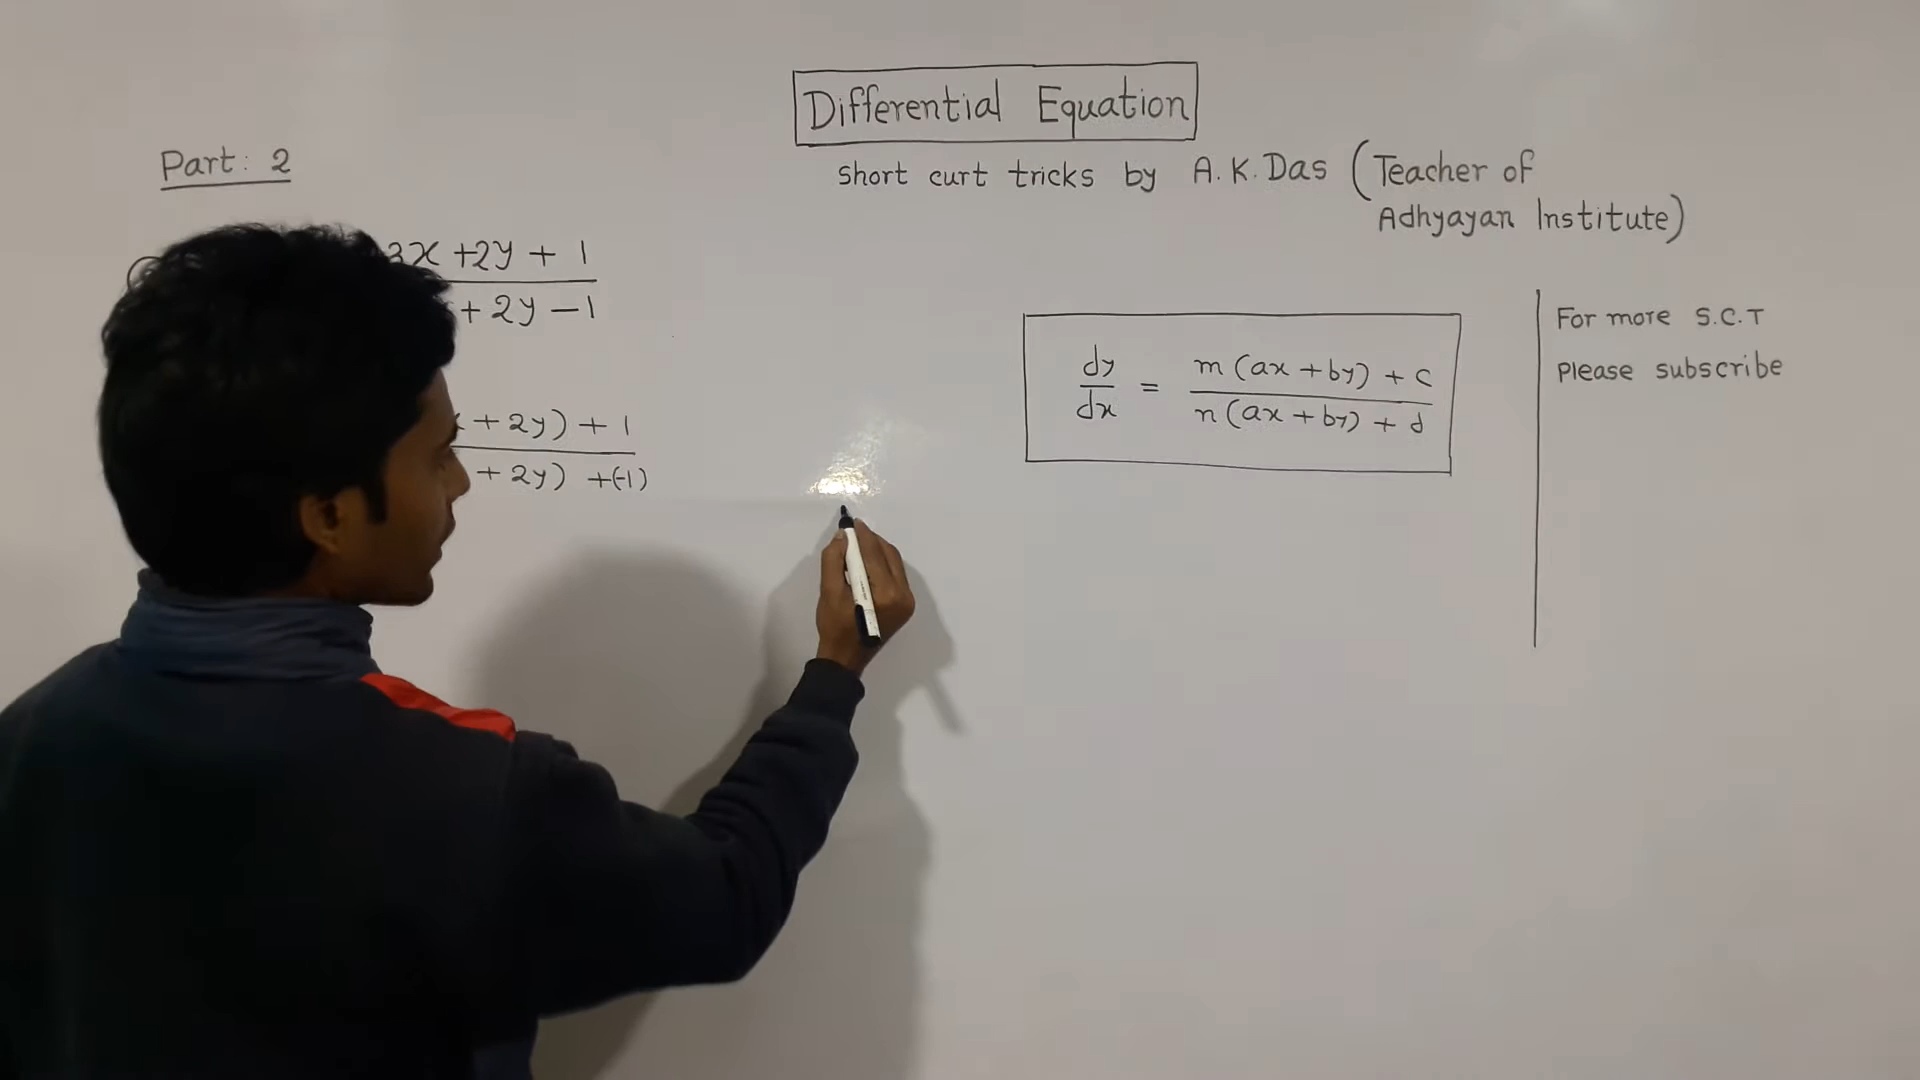 Differential Equation
Part: 2
short curt tricks by A.K.Das (Teacher of
Adhyayan Institute)
3x +2y + 1
+ 2y - 1
+ 2y) + 1
+ 2y) +(-1)
dy/dx = m(ax+by)+c / n(ax+by)+d
For more S.C.T
Please subscribe